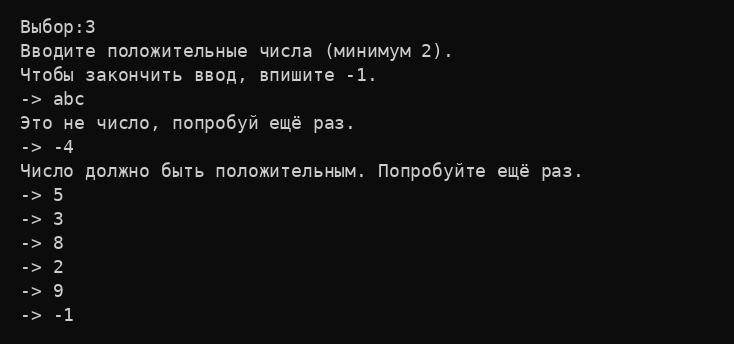 Выбор:3
Вводите положительные числа (минимум 2).
Чтобы закончить ввод, впишите -1.
-> abc
Это не число, попробуй ещё раз.
-> -4
Число должно быть положительным. Попробуйте ещё раз.
-> 5
-> 3
-> 8
-> 2
-> 9
-> -1